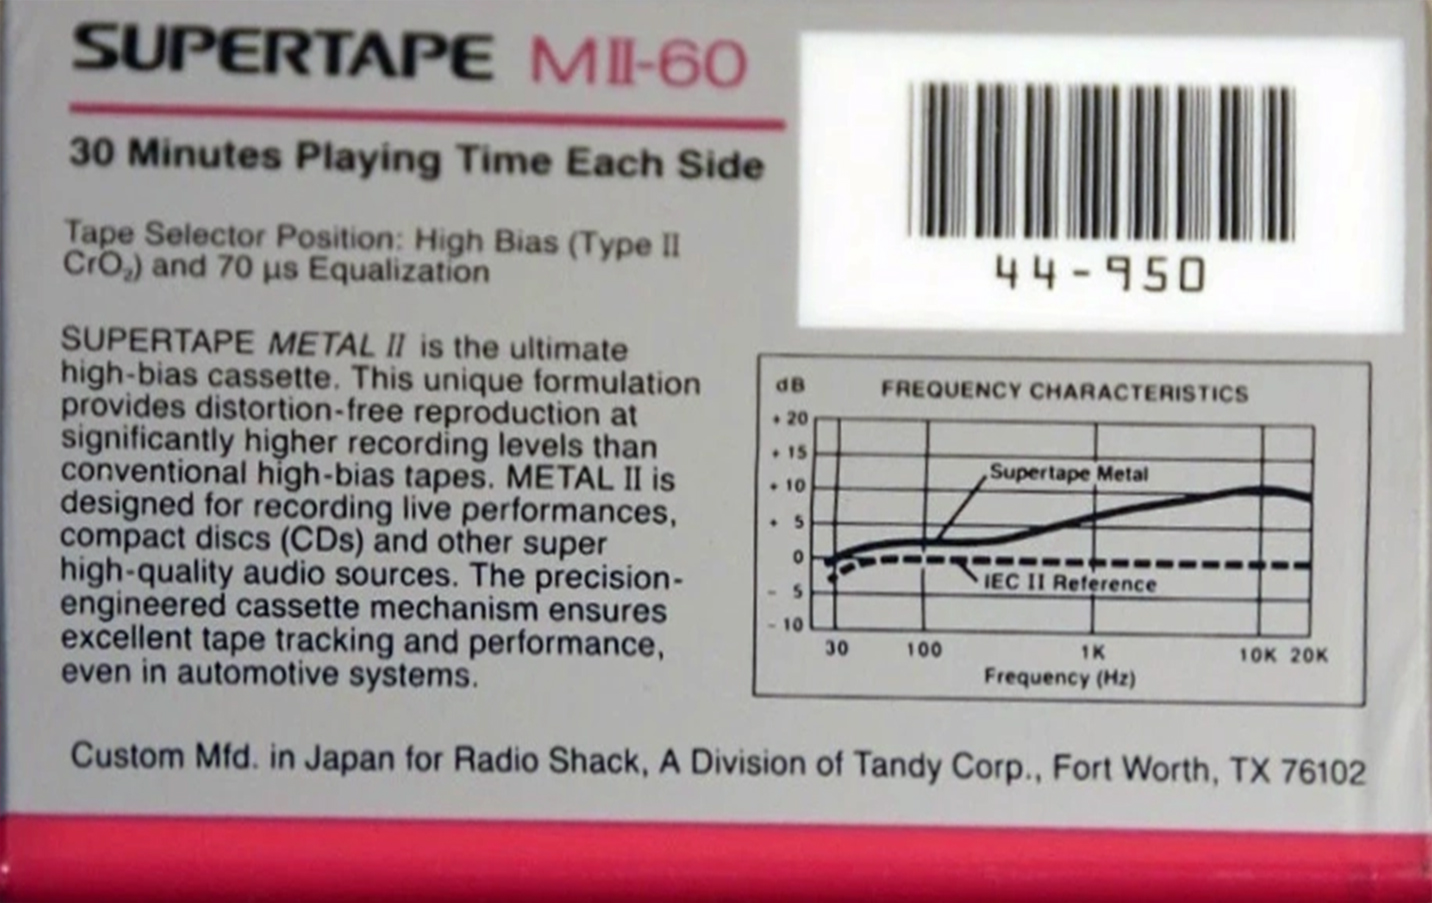 SUPERTAPE MII-60
30 Minutes Playing Time Each Side
Tape Selector Position: High Bias (Type II
CrO₂) and 70 µs Equalization
SUPERTAPE METAL II is the ultimate
high-bias cassette. This unique formulation
provides distortion-free reproduction at
significantly higher recording levels than
conventional high-bias tapes. METAL II is
designed for recording live performances,
compact discs (CDs) and other super
high-quality audio sources. The precision-
engineered cassette mechanism ensures
excellent tape tracking and performance,
even in automotive systems.
44-950
dB FREQUENCY CHARACTERISTICS
+ 20
+ 15
+ 10
+ 5
0
- 5
- 10
Supertape Metal
IEC II Reference
30 100 1K 10K 20K
Frequency (Hz)
Custom Mfd. in Japan for Radio Shack, A Division of Tandy Corp., Fort Worth, TX 76102